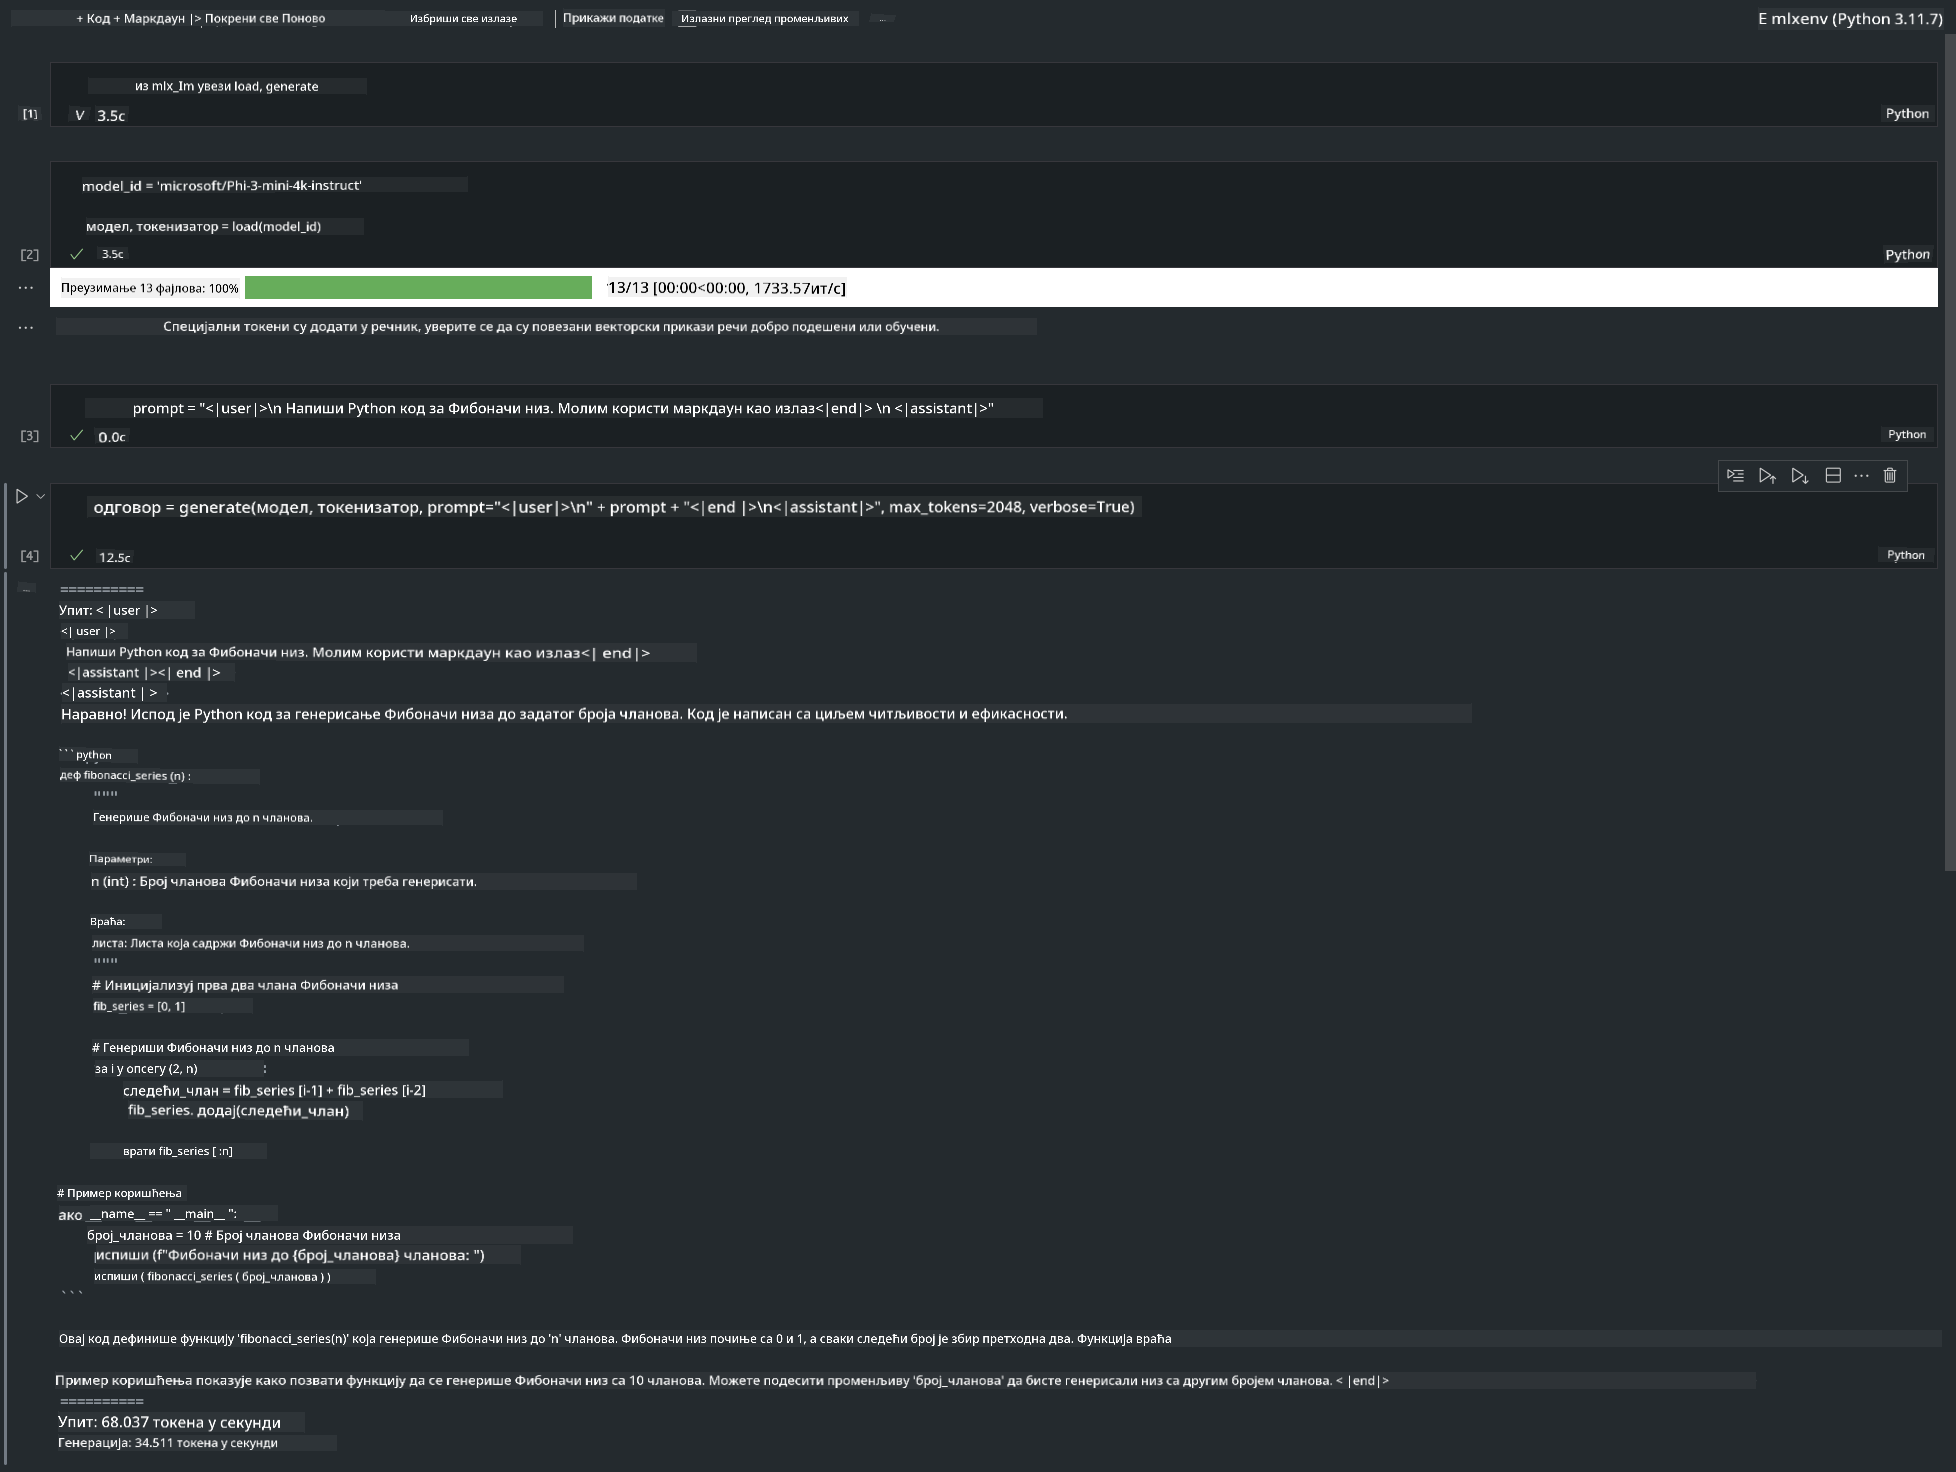 + Код + Маркдаун |> Покрени све Поново Избриши све излазе | Прикажи податке Излазни преглед променљивих ... E mlxenv (Python 3.11.7)
из mlx_Im увези load, generate
[1] V 3.5c Python
model_id = 'microsoft/Phi-3-mini-4k-instruct'
модел, токенизатор = load(model_id)
[2] ✓ 3.5c Python
... Преузимање 13 фајлова: 100% 13/13 [00:00<00:00, 1733.57ит/с]
... Специјални токени су додати у речник, уверите се да су повезани векторски прикази речи добро подешени или обучени.
prompt = "<|user|>\n Напиши Python код за Фибоначи низ. Молим користи маркдаун као излаз<|end|> \n <|assistant|>"
[3] ✓ 0.0c Python
одговор = generate(модел, токенизатор, prompt="<|user|>\n" + prompt + "<|end |>\n<|assistant|>", max_tokens=2048, verbose=True)
[4] ✓ 12.5c Python
... ==========
Упит: < |user |>
<| user |>
Напиши Python код за Фибоначи низ. Молим користи маркдаун као излаз<| end|>
<|assistant |><| end |>
<|assistant | >
Наравно! Испод је Python код за генерисање Фибоначи низа до задатог броја чланова. Код је написан са циљем читљивости и ефикасности.
```python
деф fibonacci_series (n) :
"""
Генерише Фибоначи низ до n чланова.
Параметри:
n (int) : Број чланова Фибоначи низа који треба генерисати.
Враћа:
листа: Листа која садржи Фибоначи низ до n чланова.
"""
# Иницијализуј прва два члана Фибоначи низа
fib_series = [0, 1]
# Генериши Фибоначи низ до n чланова
за i у опсегу (2, n) :
следећи_члан = fib_series [i-1] + fib_series [i-2]
fib_series. додај(следећи_члан)
врати fib_series [ :n]
# Пример коришћења
ако __name__ == " __main__ ":
број_чланова = 10 # Број чланова Фибоначи низа
испиши (f"Фибоначи низ до {број_чланова} чланова: ")
испиши ( fibonacci_series ( број_чланова ) )
```
Овај код дефинише функцију 'fibonacci_series(n)' која генерише Фибоначи низ до 'n' чланова. Фибоначи низ почиње са 0 и 1, а сваки следећи број је збир претходна два. Функција враћа
Пример коришћења показује како позвати функцију да се генерише Фибоначи низ са 10 чланова. Можете подесити променљиву 'број_чланова' да бисте генерисали низ са другим бројем чланова. < |end|>
==========
Упит: 68.037 токена у секунди
Генерација: 34.511 токена у секунди